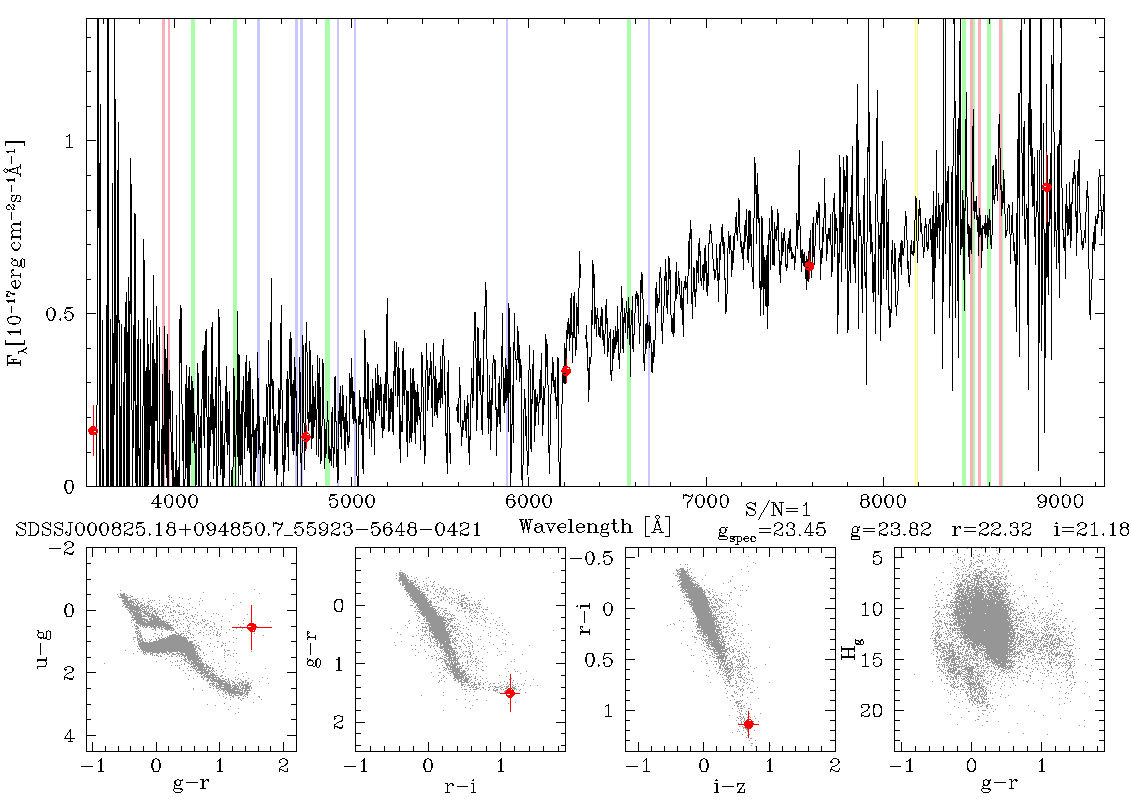 1
0.5
0
F_λ[10⁻¹⁷erg cm⁻²s⁻¹Å⁻¹]
4000 5000 6000 7000 8000 9000
Wavelength [Å]
S/N=1
SDSSJ000825.18+094850.7_55923-5648-0421
g_spec=23.45 g=23.82 r=22.32 i=21.18
−2
0
2
4
u−g
−1 0 1 2
g−r
0
1
2
g−r
−1 0 1 2
r−i
−0.5
0
0.5
1
r−i
−1 0 1 2
i−z
5
10
15
20
H_g
−1 0 1 2
g−r